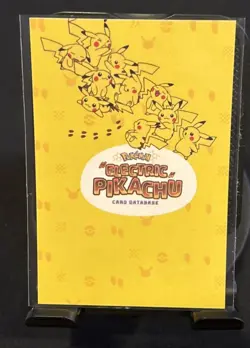 Pokémon
"ELECTRIC"
PIKACHU
CARD DATABASE